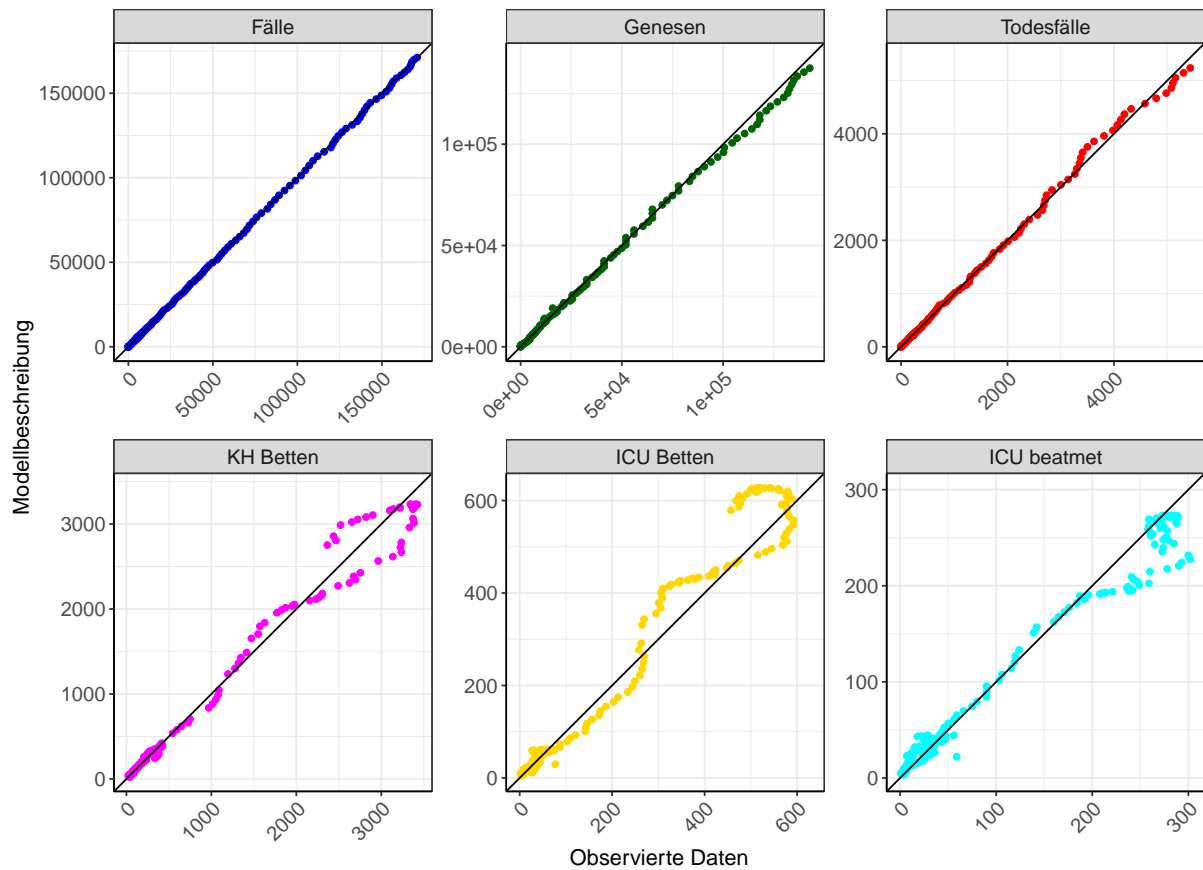 Fälle
Genesen
Todesfälle
150000
100000
50000
0
1e+05
5e+04
0e+00
4000
2000
0
0
50000
100000
150000
0e+00
5e+04
1e+05
0
2000
4000
Modellbeschreibung
KH Betten
ICU Betten
ICU beatmet
3000
2000
1000
0
600
400
200
0
300
200
100
0
0
1000
2000
3000
0
200
400
600
0
100
200
300
Observierte Daten